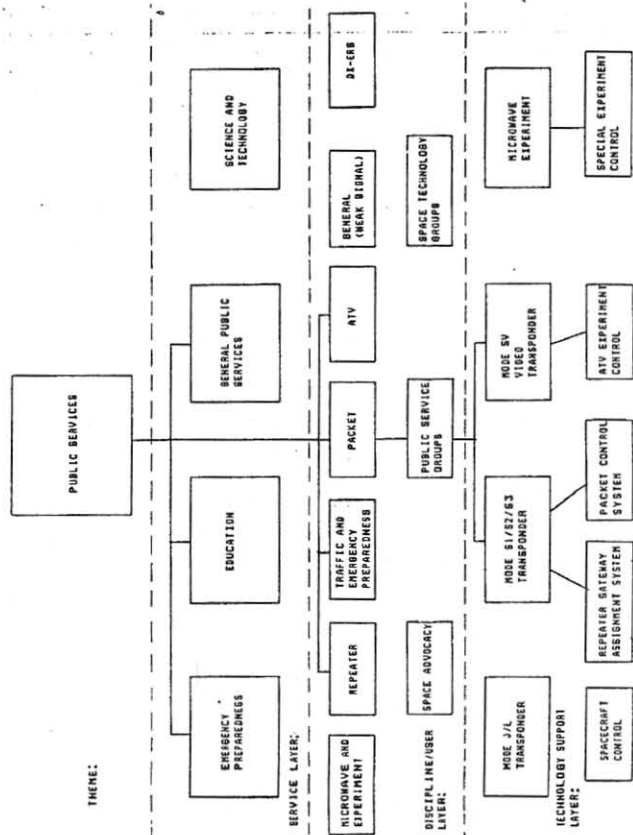 THEME:
PUBLIC SERVICES
EMERGENCY
PREPAREDNESS
EDUCATION
GENERAL PUBLIC
SERVICES
SCIENCE AND
TECHNOLOGY
SERVICE LAYER:
MICROWAVE AND
EXPERIMENT
REPEATER
TRAFFIC AND
EMERGENCY
PREPAREDNESS
PACKET
ATV
GENERAL
(WEAK SIGNAL)
DX-ERS
SPACE ADVOCACY
PUBLIC SERVICE
GROUPS
SPACE TECHNOLOGY
GROUPS
DISCIPLINE/USER
LAYER:
MODE J/L
TRANSPONDER
MODE S1/S2/S3
TRANSPONDER
MODE SV
VIDEO
TRANSPONDER
MICROWAVE
EXPERIMENT
TECHNOLOGY SUPPORT
LAYER:
SPACECRAFT
CONTROL
REPEATER GATEWAY
ASSIGNMENT SYSTEM
PACKET CONTROL
SYSTEM
ATV EXPERIMENT
CONTROL
SPECIAL EXPERIMENT
CONTROL